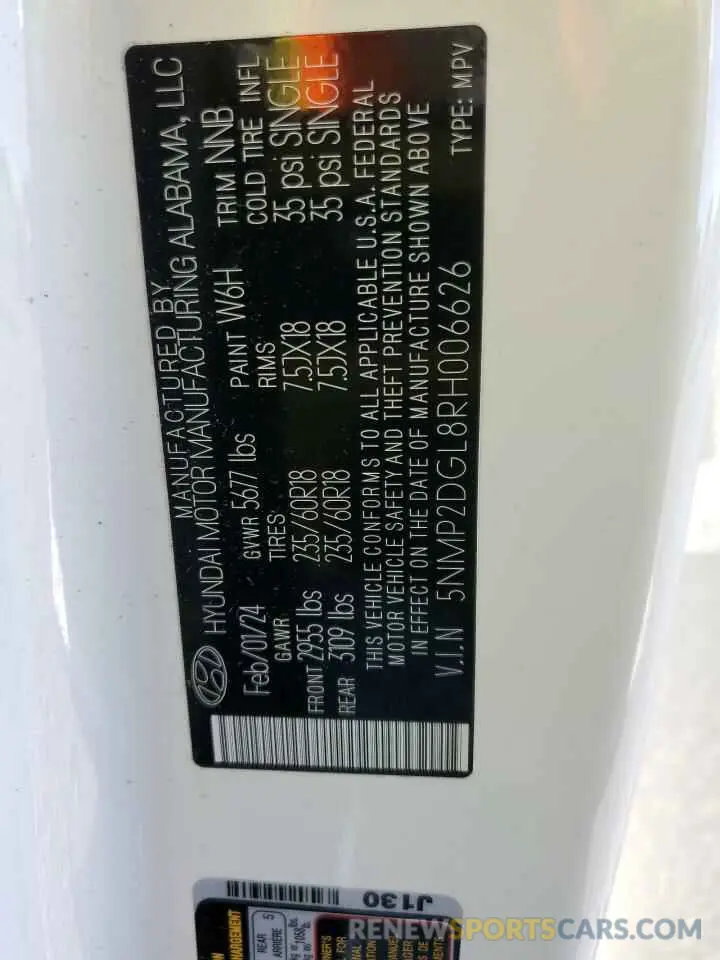 MANUFACTURED BY
HYUNDAI MOTOR MANUFACTURING ALABAMA, LLC
Feb/01/24 GVWR 5677 lbs PAINT W6H TRIM NNB
GAWR TIRES RIMS COLD TIRE INFL
FRONT 2955 lbs 235/60R18 7.5JX18 35 psi SINGLE
REAR 3109 lbs 235/60R18 7.5JX18 35 psi SINGLE
THIS VEHICLE CONFORMS TO ALL APPLICABLE U.S.A. FEDERAL
MOTOR VEHICLE SAFETY AND THEFT PREVENTION STANDARDS
IN EFFECT ON THE DATE OF MANUFACTURE SHOWN ABOVE
V.I.N 5NMP2DGL8RH006626 TYPE: MPV
J130
REAR
ARRIERE 5
RENEWSPORTSCARS.COM